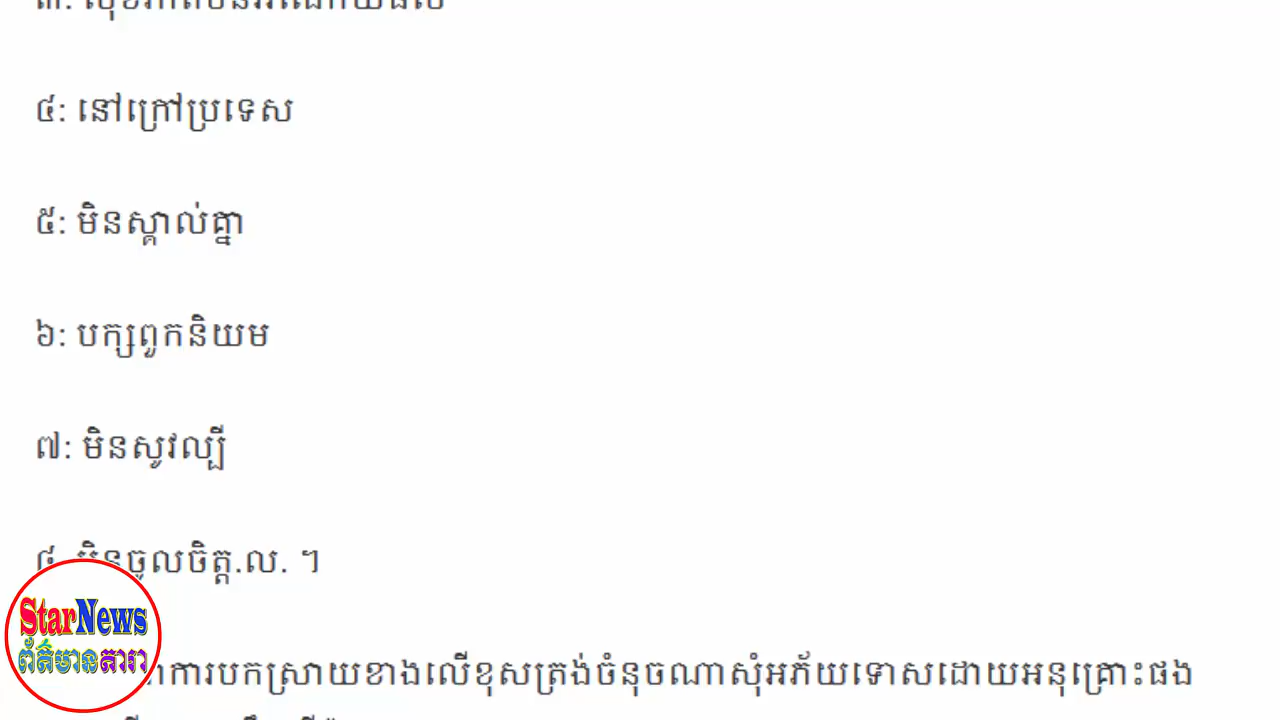 ៤: នៅក្រៅប្រទេស
៥: មិនស្គាល់គ្នា
៦: បក្សពួកនិយម
៧: មិនសូវល្បី
៨. មិនចូលចិត្ត.ល. ។
StarNews
ព័ត៌មានតារា
ការបកស្រាយខាងលើខុសត្រង់ចំនុចណាសុំអភ័យទោសដោយអនុគ្រោះផង